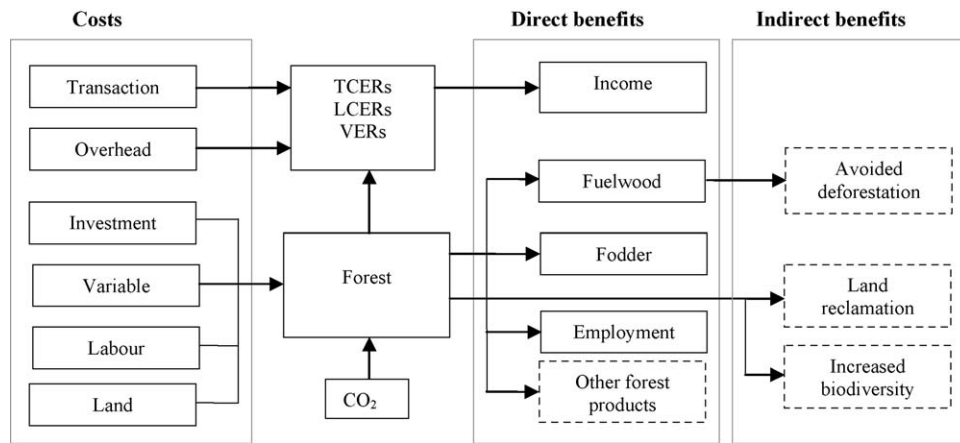 Costs
Direct benefits
Indirect benefits
Transaction
Overhead
Investment
Variable
Labour
Land
TCERs
LCERs
VERs
Forest
CO₂
Income
Fuelwood
Fodder
Employment
Other forest
products
Avoided
deforestation
Land
reclamation
Increased
biodiversity